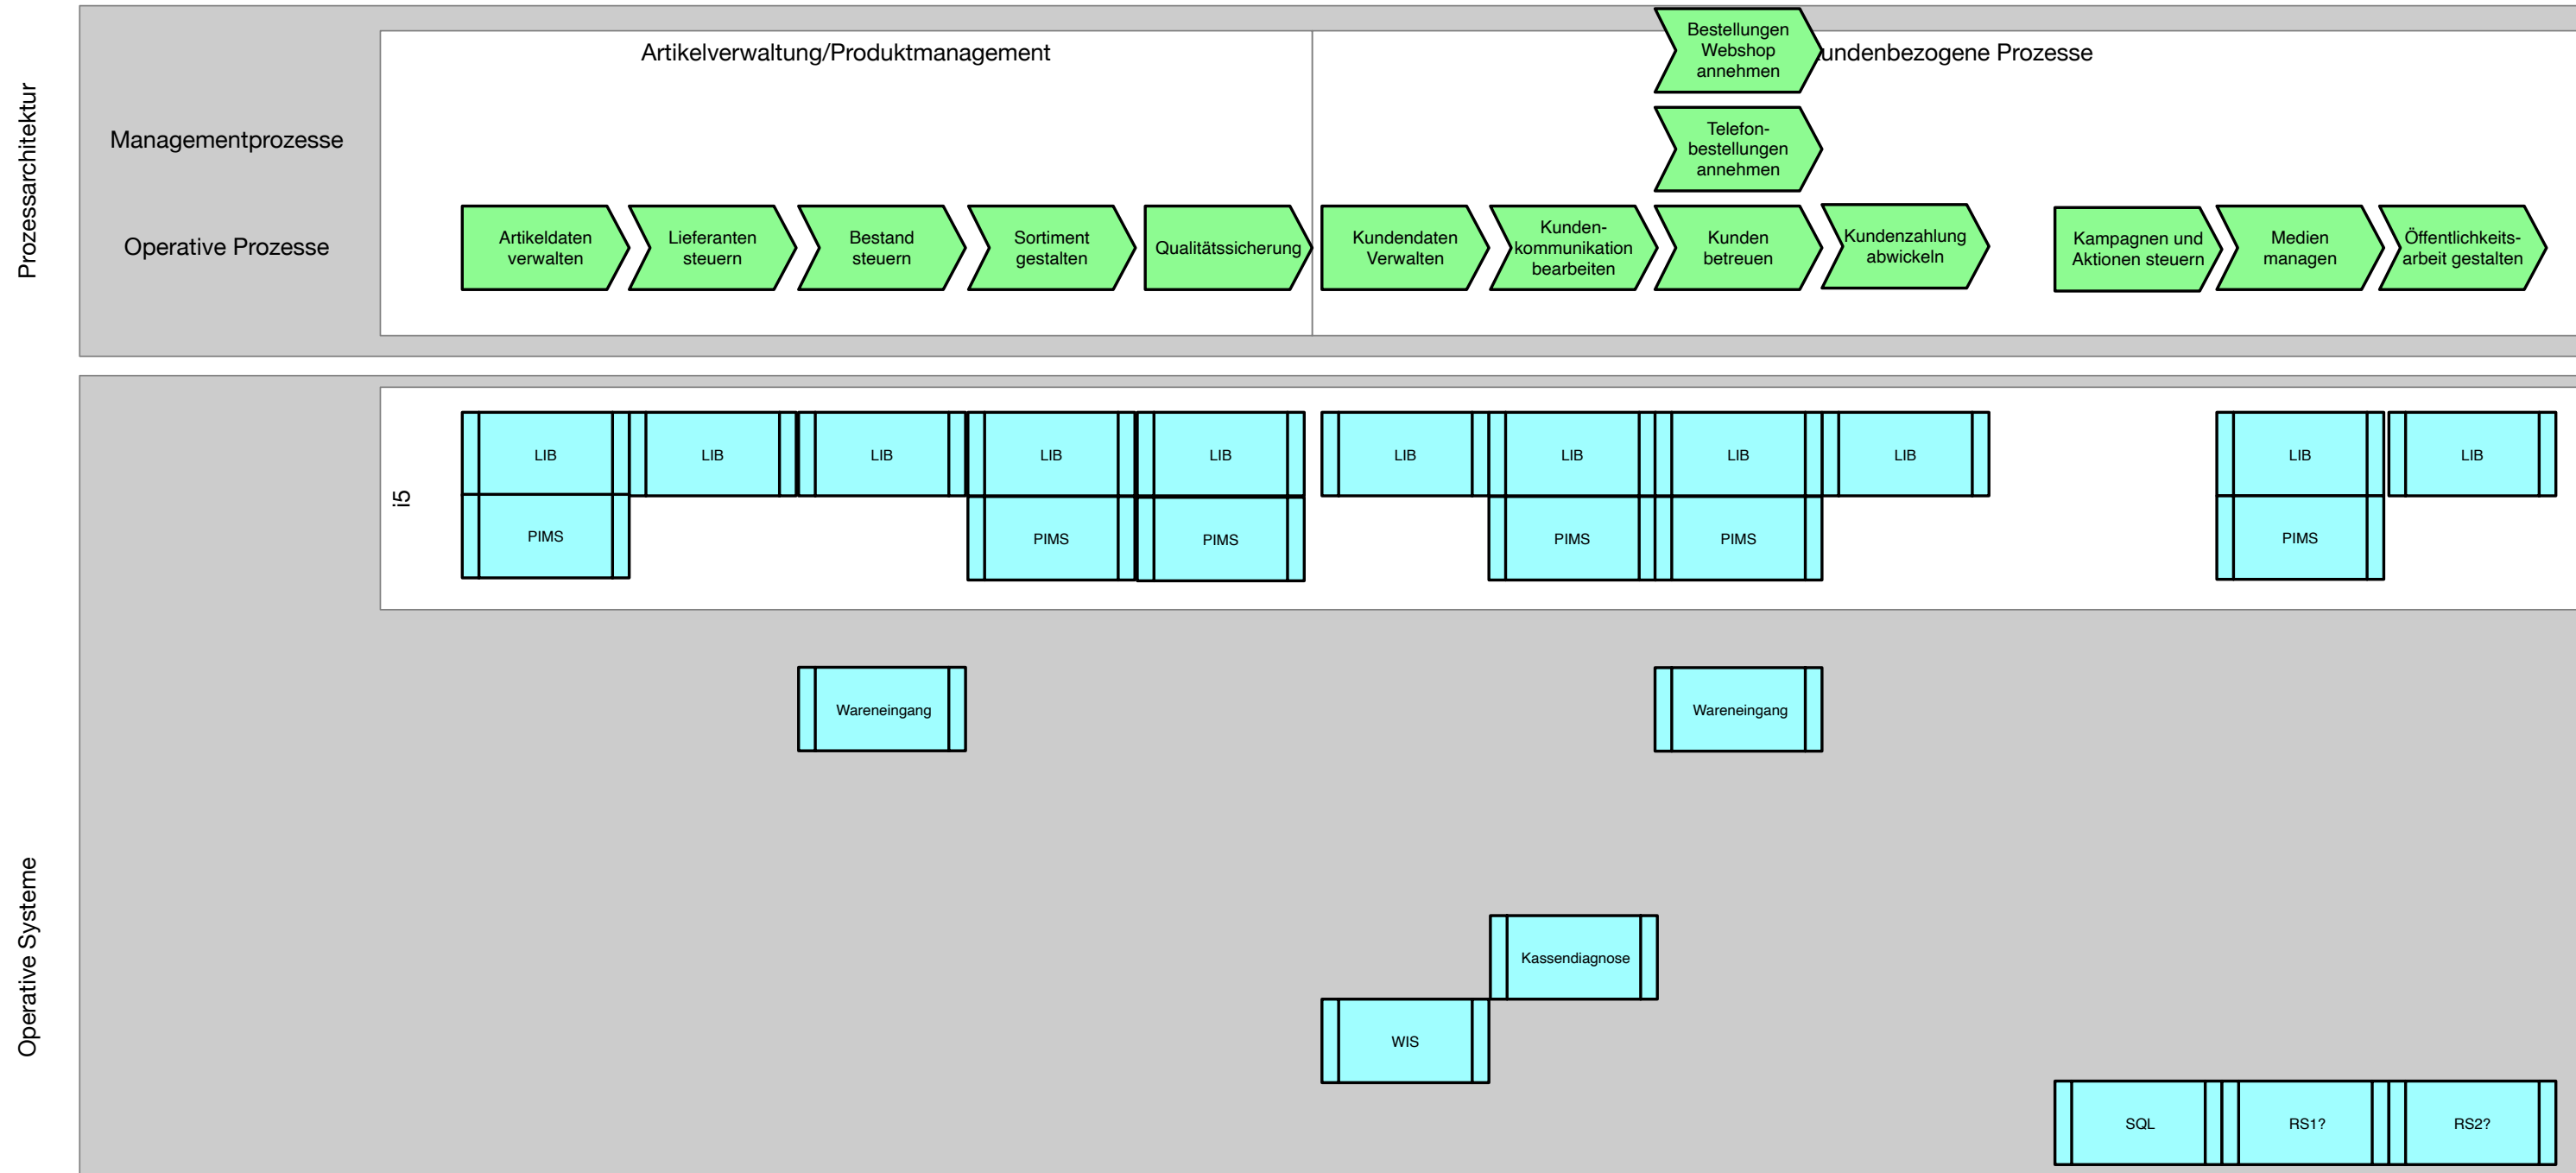 Prozessarchitektur
Artikelverwaltung/Produktmanagement
undenbezogene Prozesse
Bestellungen
Webshop
annehmen
Managementprozesse
Telefon-
bestellungen
annehmen
Operative Prozesse
Artikeldaten
verwalten
Lieferanten
steuern
Bestand
steuern
Sortiment
gestalten
Qualitätssicherung
Kundendaten
Verwalten
Kunden-
kommunikation
bearbeiten
Kunden
betreuen
Kundenzahlung
abwickeln
Kampagnen und
Aktionen steuern
Medien
managen
Öffentlichkeits-
arbeit gestalten
Operative Systeme
i5
LIB
LIB
LIB
LIB
LIB
LIB
LIB
LIB
LIB
LIB
LIB
PIMS
PIMS
PIMS
PIMS
PIMS
PIMS
Wareneingang
Wareneingang
Kassendiagnose
WIS
SQL
RS1?
RS2?